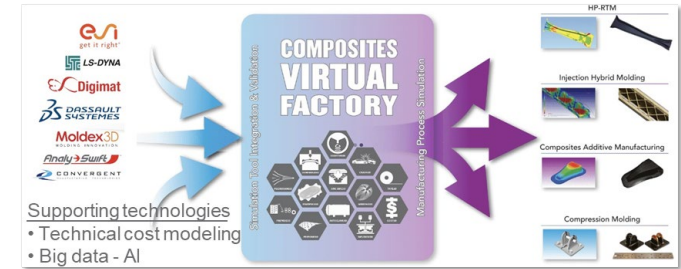 esi
get it right®
LS-DYNA
Digimat
DASSAULT
SYSTEMES
Moldex3D
MOLDING INNOVATION
AnalySwift
CONVERGENT
Supporting technologies
• Technical cost modeling
• Big data - AI
Simulation Tool Integration & Validation
COMPOSITES
VIRTUAL
FACTORY
Manufacturing Process Simulation
HP-RTM
Injection Hybrid Molding
Composites Additive Manufacturing
Compression Molding